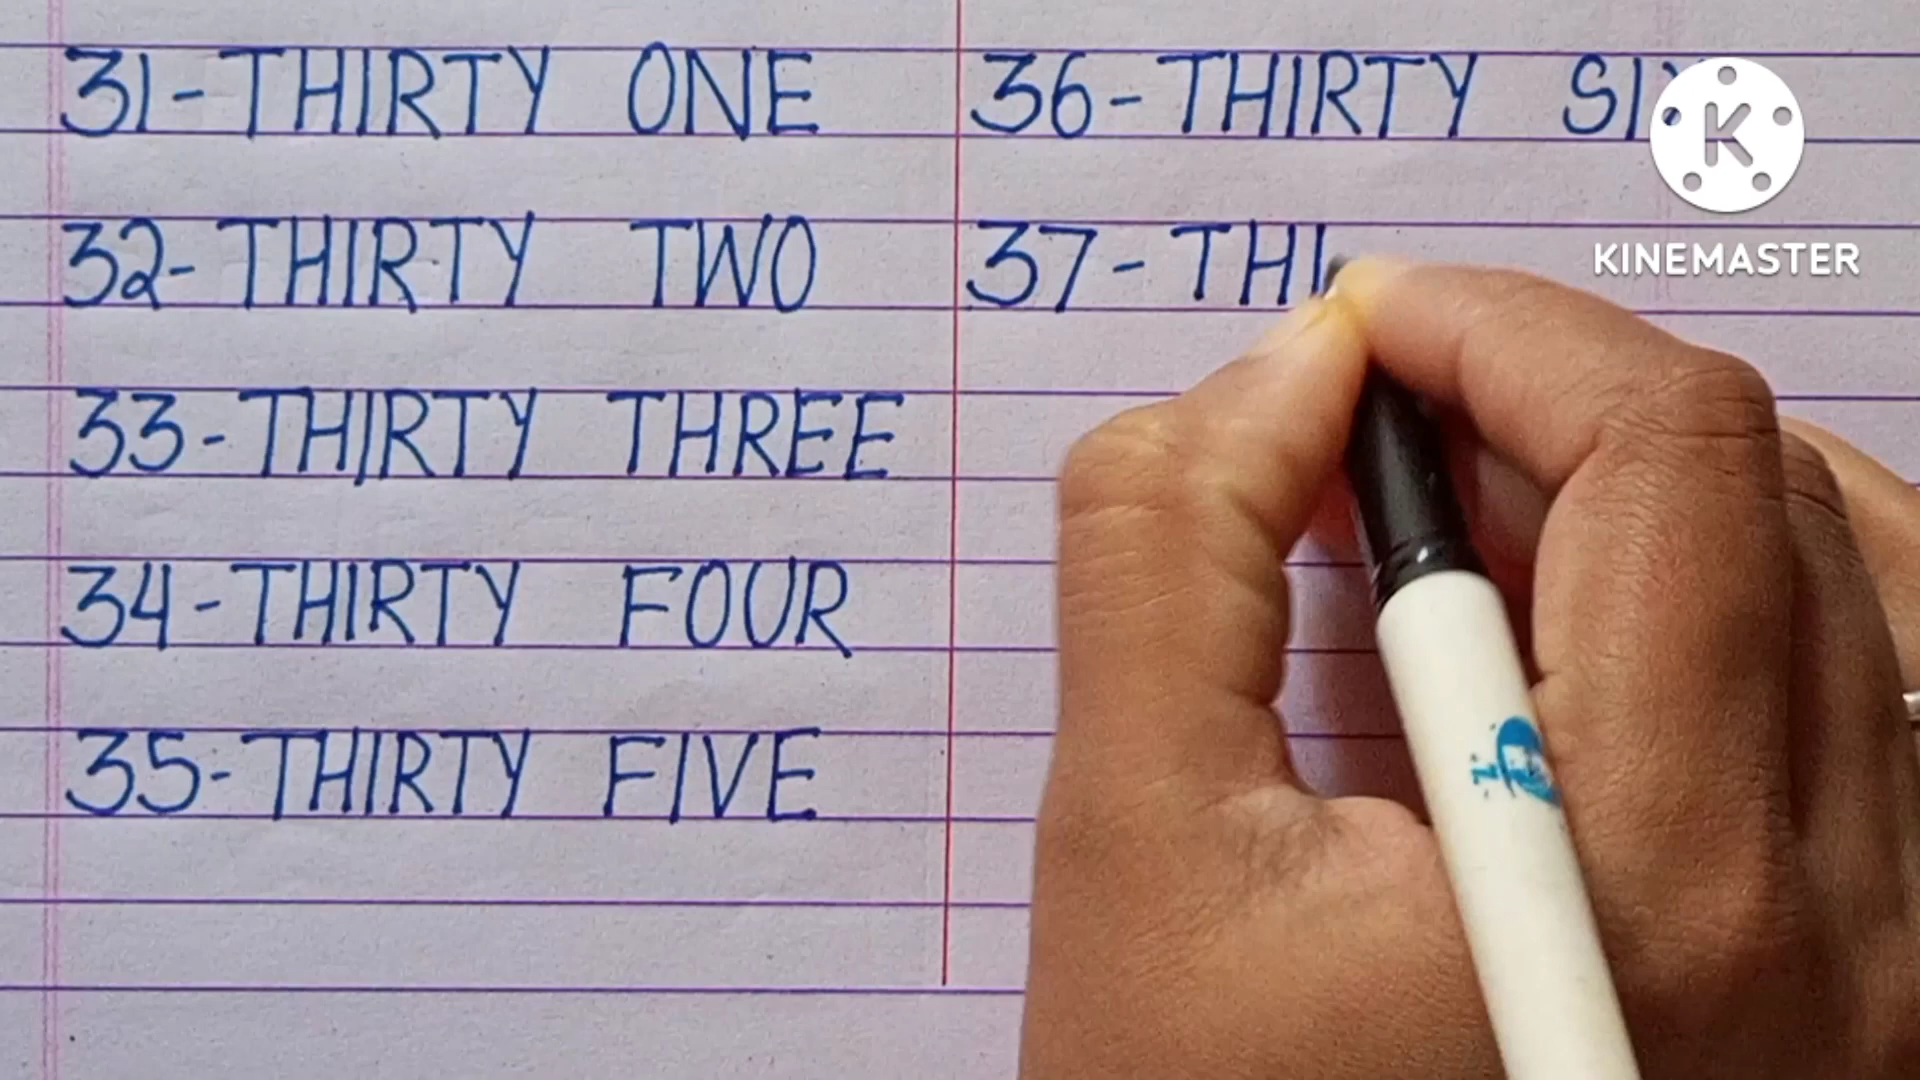 31-THIRTY ONE
32-THIRTY TWO
33-THIRTY THREE
34-THIRTY FOUR
35-THIRTY FIVE
36-THIRTY SIX
37-THI
K
KINEMASTER